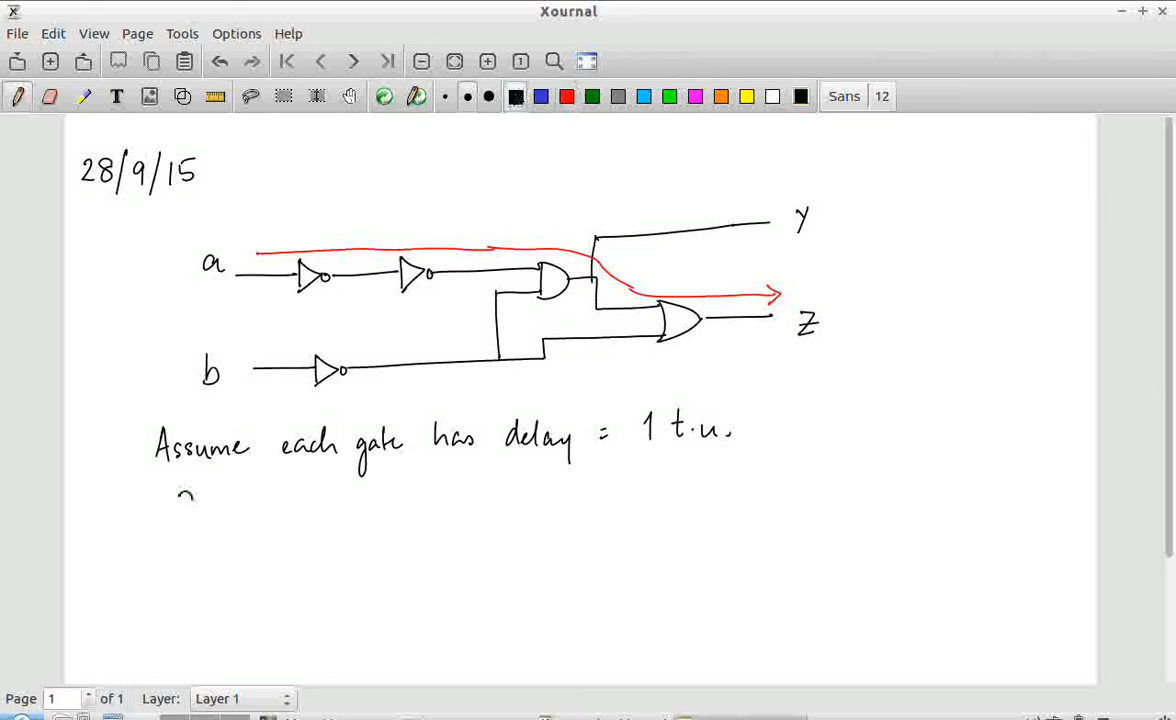 Xournal
File Edit View Page Tools Options Help
Sans 12
28/9/15
a
y
z
b
Assume each gate has delay = 1 t.u.
Page 1 of 1 Layer: Layer 1